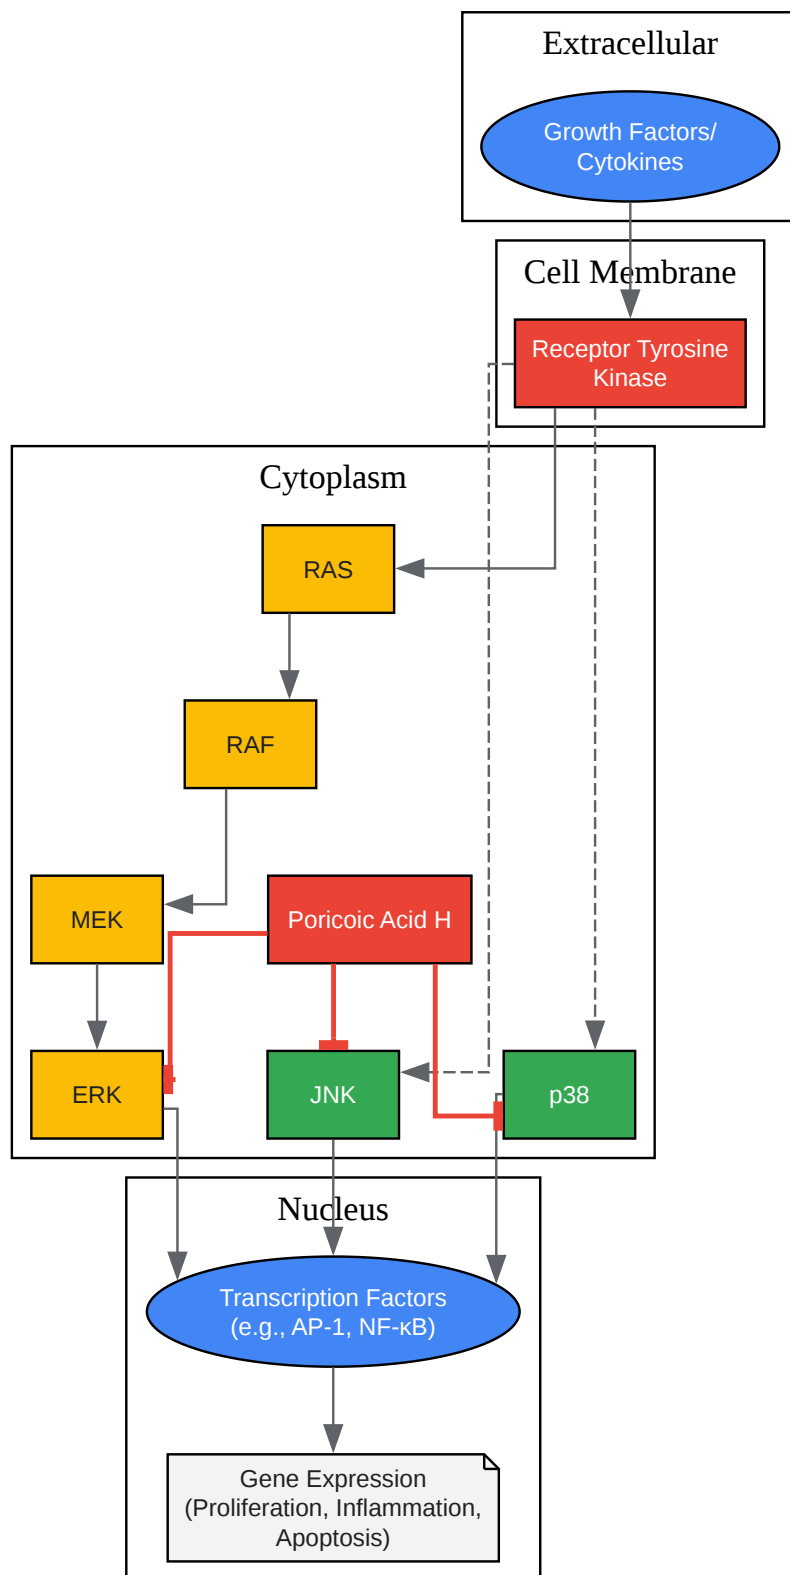 Extracellular
Growth Factors/
Cytokines
Cell Membrane
Receptor Tyrosine
Kinase
Cytoplasm
RAS
RAF
MEK
Poricoic Acid H
ERK
JNK
p38
Nucleus
Transcription Factors
(e.g., AP-1, NF-κB)
Gene Expression
(Proliferation, Inflammation,
Apoptosis)